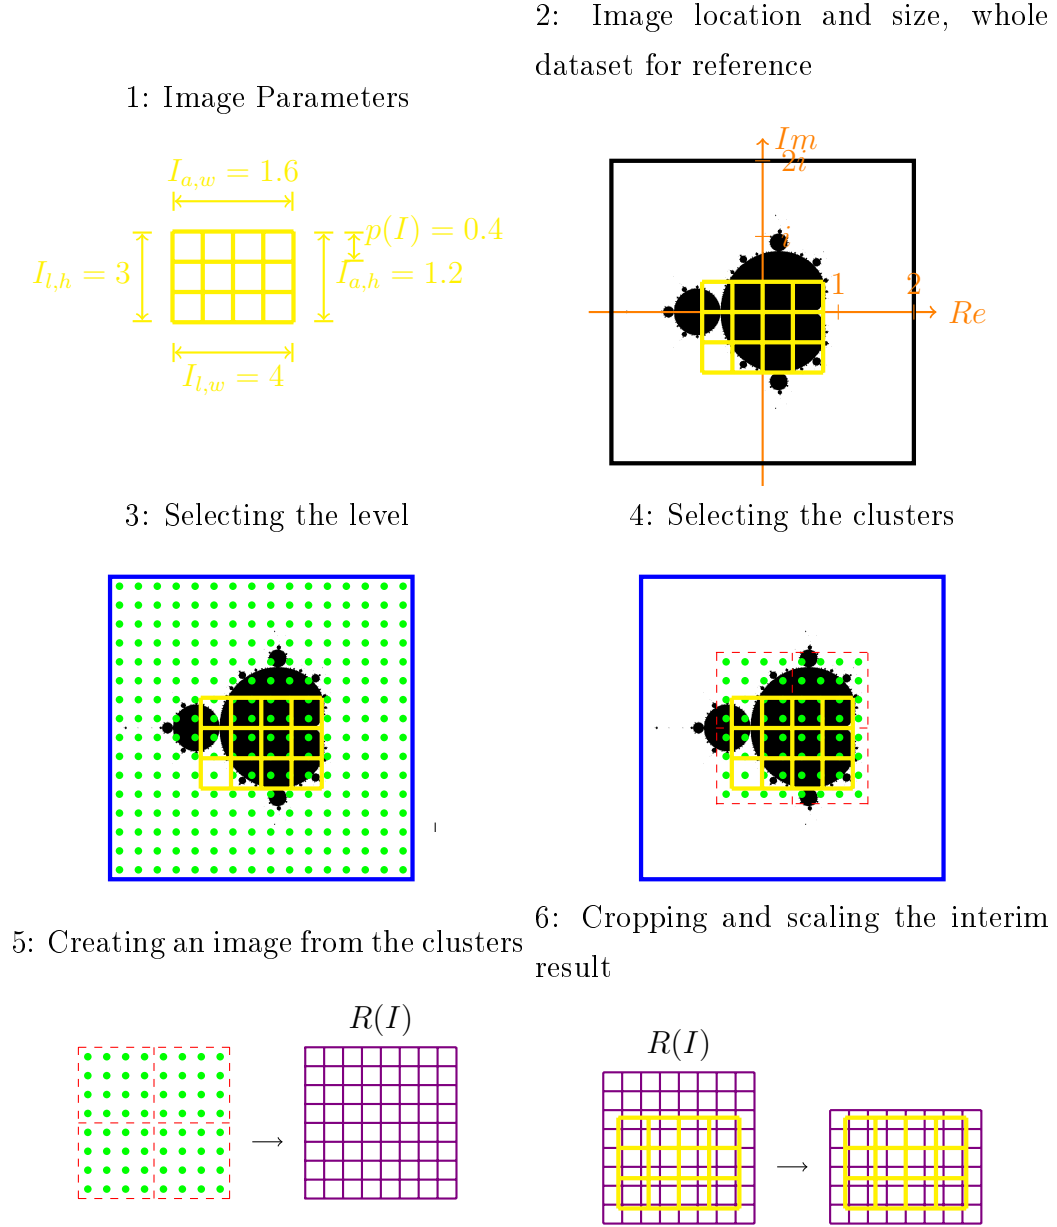 1: Image Parameters
I_{a,w} = 1.6
p(I) = 0.4
I_{l,h} = 3
I_{a,h} = 1.2
I_{l,w} = 4
2: Image location and size, whole
dataset for reference
Im
2i
i
1
2
Re
3: Selecting the level
4: Selecting the clusters
5: Creating an image from the clusters
R(I)
6: Cropping and scaling the interim
result
R(I)